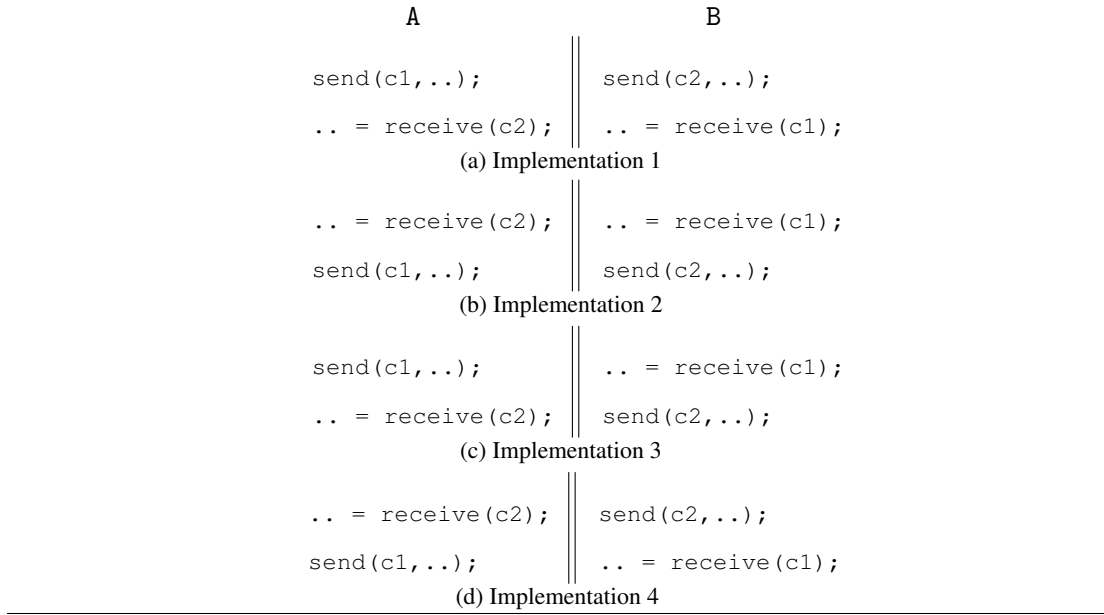 A B
send(c1,..); send(c2,..);
.. = receive(c2); .. = receive(c1);
(a) Implementation 1
.. = receive(c2); .. = receive(c1);
send(c1,..); send(c2,..);
(b) Implementation 2
send(c1,..); .. = receive(c1);
.. = receive(c2); send(c2,..);
(c) Implementation 3
.. = receive(c2); send(c2,..);
send(c1,..); .. = receive(c1);
(d) Implementation 4